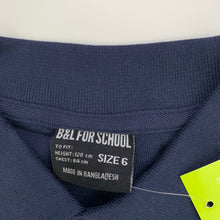 B&L FOR SCHOOL
TO FIT:
HEIGHT: 120 cm
CHEST: 64 cm
SIZE 6
MADE IN BANGLADESH